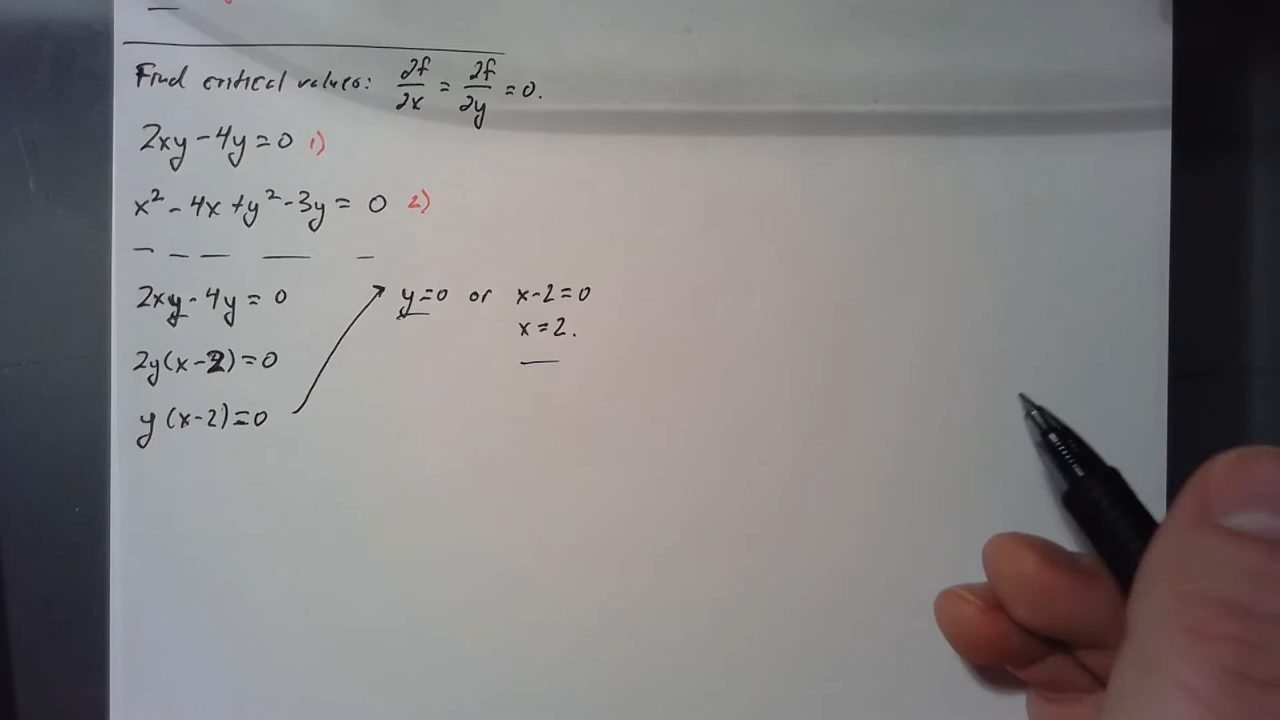 Find critical values: ∂f/∂x = ∂f/∂y = 0.
2xy - 4y = 0 1)
x² - 4x + y² - 3y = 0 2)
2xy - 4y = 0
2y(x-2) = 0
y(x-2) = 0
y = 0 or x-2 = 0
x = 2.